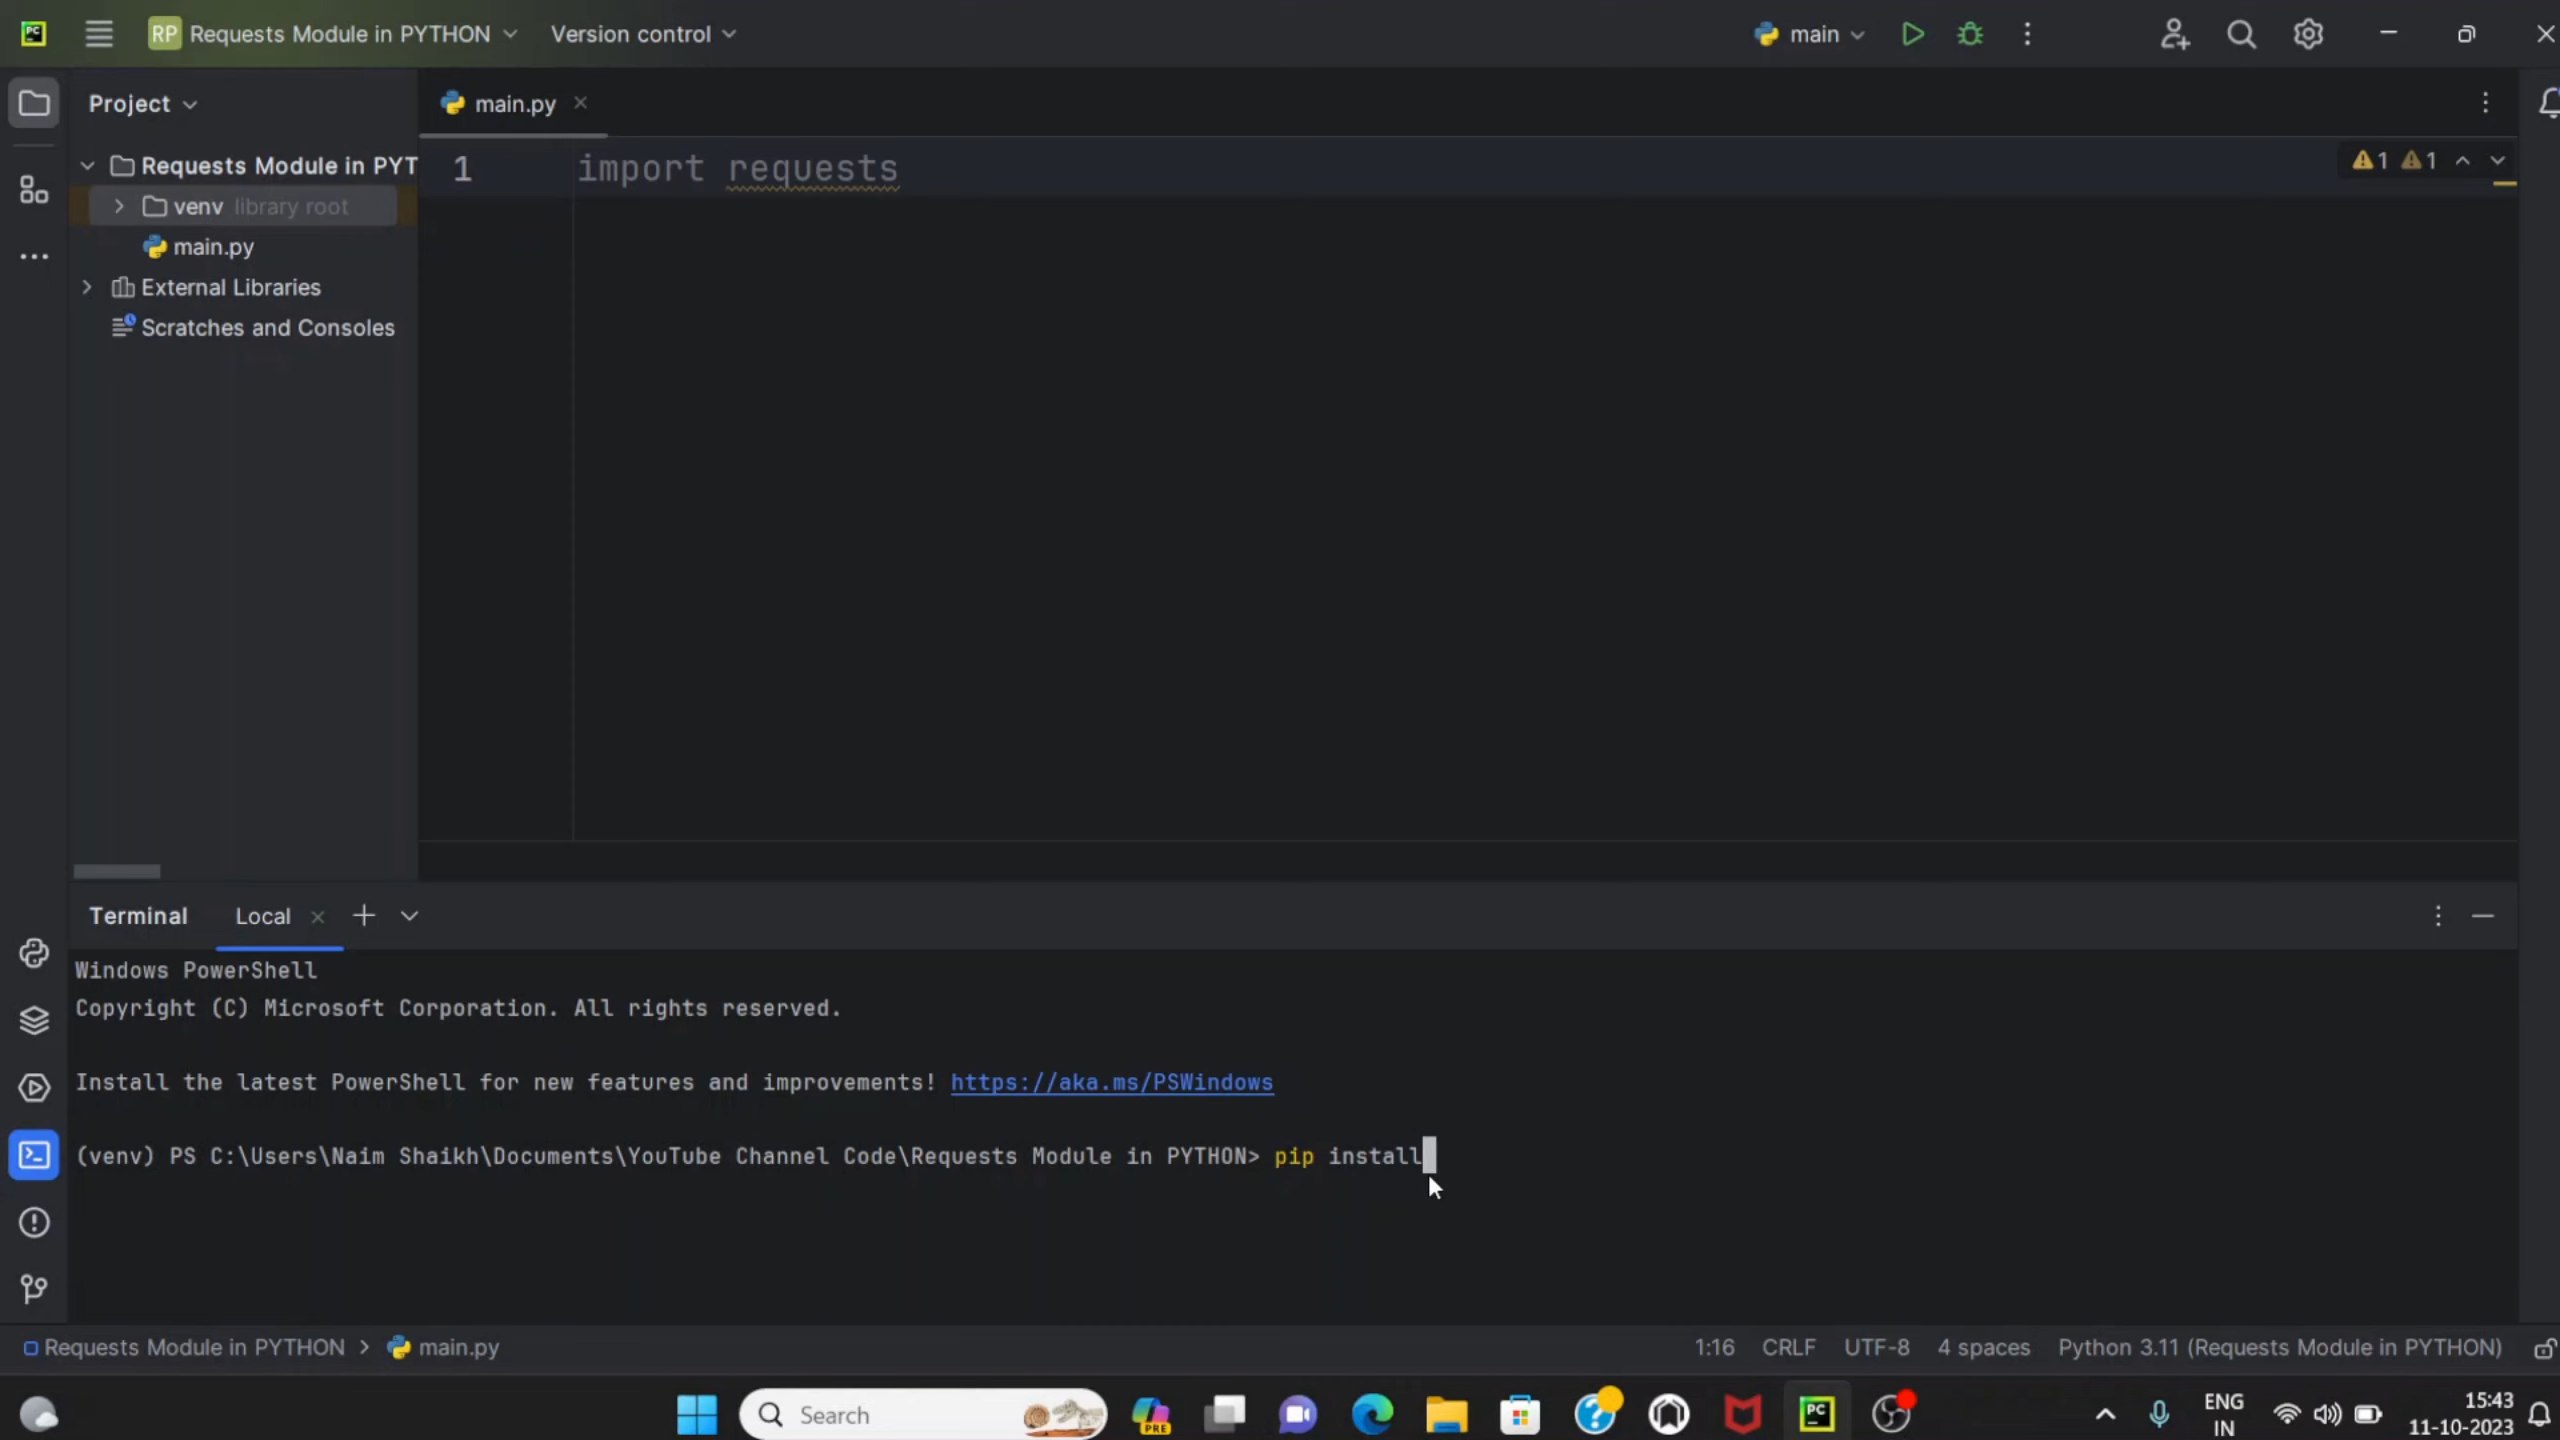 RP Requests Module in PYTHON Version control main
Project
main.py
Requests Module in PYT
venv library root
main.py
External Libraries
Scratches and Consoles
1 import requests
1 1
Terminal Local
Windows PowerShell
Copyright (C) Microsoft Corporation. All rights reserved.
Install the latest PowerShell for new features and improvements! https://aka.ms/PSWindows
(venv) PS C:\Users\Naim Shaikh\Documents\YouTube Channel Code\Requests Module in PYTHON> pip install
Requests Module in PYTHON > main.py 1:16 CRLF UTF-8 4 spaces Python 3.11 (Requests Module in PYTHON)
Search
PRE
PC
ENG
IN
15:43
11-10-2023